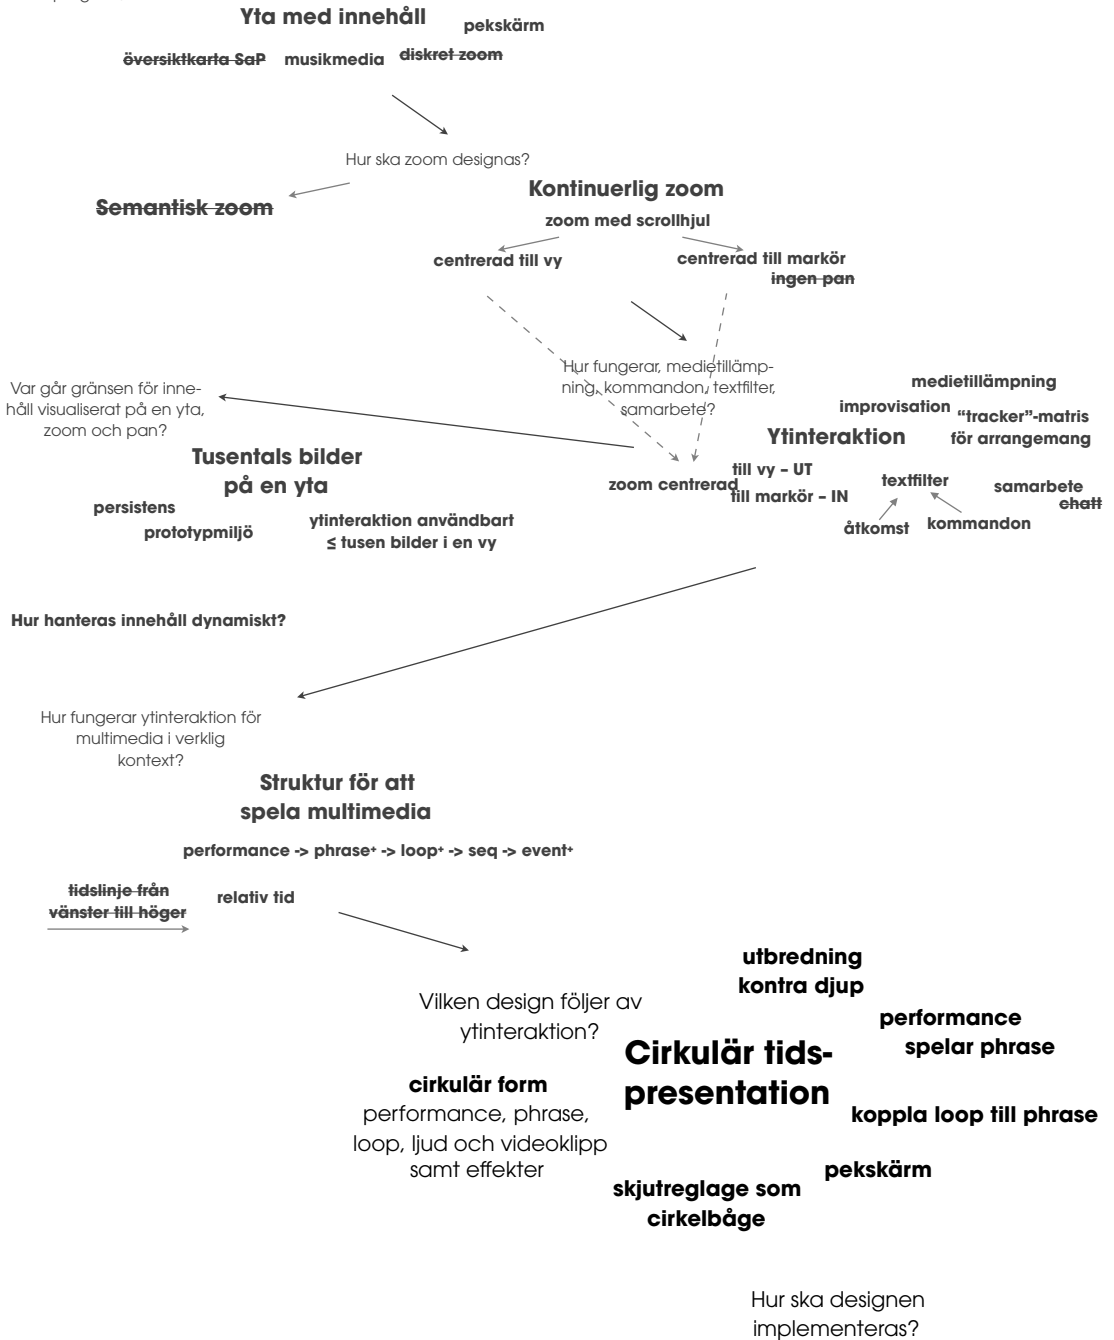 Yta med innehåll
pekskärm
översiktkarta SaP
musikmedia
diskret zoom
Hur ska zoom designas?
Semantisk zoom
Kontinuerlig zoom
zoom med scrollhjul
centrerad till vy
centrerad till markör
ingen pan
Hur fungerar, medietillämp-
ning, kommandon, textfilter,
samarbete?
Var går gränsen för inne-
håll visualiserat på en yta,
zoom och pan?
medietillämpning
improvisation
"tracker"-matris
för arrangemang
Ytinteraktion
Tusentals bilder
på en yta
zoom centrerad
till vy – UT
till markör – IN
textfilter
samarbete
chatt
åtkomst
kommandon
persistens
prototypmiljö
ytinteraktion användbart
≤ tusen bilder i en vy
Hur hanteras innehåll dynamiskt?
Hur fungerar ytinteraktion för
multimedia i verklig
kontext?
Struktur för att
spela multimedia
performance -> phrase⁺ -> loop⁺ -> seq -> event⁺
tidslinje från
vänster till höger
relativ tid
utbredning
kontra djup
Vilken design följer av
ytinteraktion?
performance
spelar phrase
Cirkulär tids-
presentation
cirkulär form
performance, phrase,
loop, ljud och videoklipp
samt effekter
koppla loop till phrase
pekskärm
skjutreglage som
cirkelbåge
Hur ska designen
implementeras?